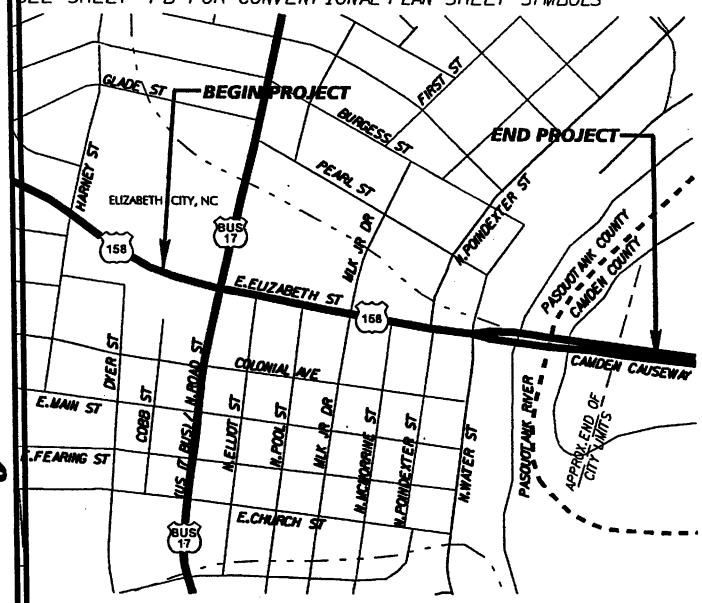 SEE SHEET 1-B FOR CONVENTIONAL PLAN SHEET SYMBOLS
GLADE ST
BEGIN PROJECT
FIRST ST
BURGESS ST
END PROJECT
HARNEY ST
PEARL ST
ELIZABETH CITY, NC
N.POINDEXTER ST
BUS
17
MLK JR DR
PASQUOTANK COUNTY
CAMDEN COUNTY
158
E.ELIZABETH ST
158
CAMDEN CAUSEWAY
DYER ST
COLONIAL AVE
E.MAIN ST
COBB ST
(US 17 BUS) / N.ROAD ST
N.ELLIOT ST
N.POOL ST
MLK JR DR
N.MCMORRINE ST
N.POINDEXTER ST
N.WATER ST
PASQUOTANK RIVER
APPROX. END OF
CITY LIMITS
E.FEARING ST
E.CHURCH ST
BUS
17